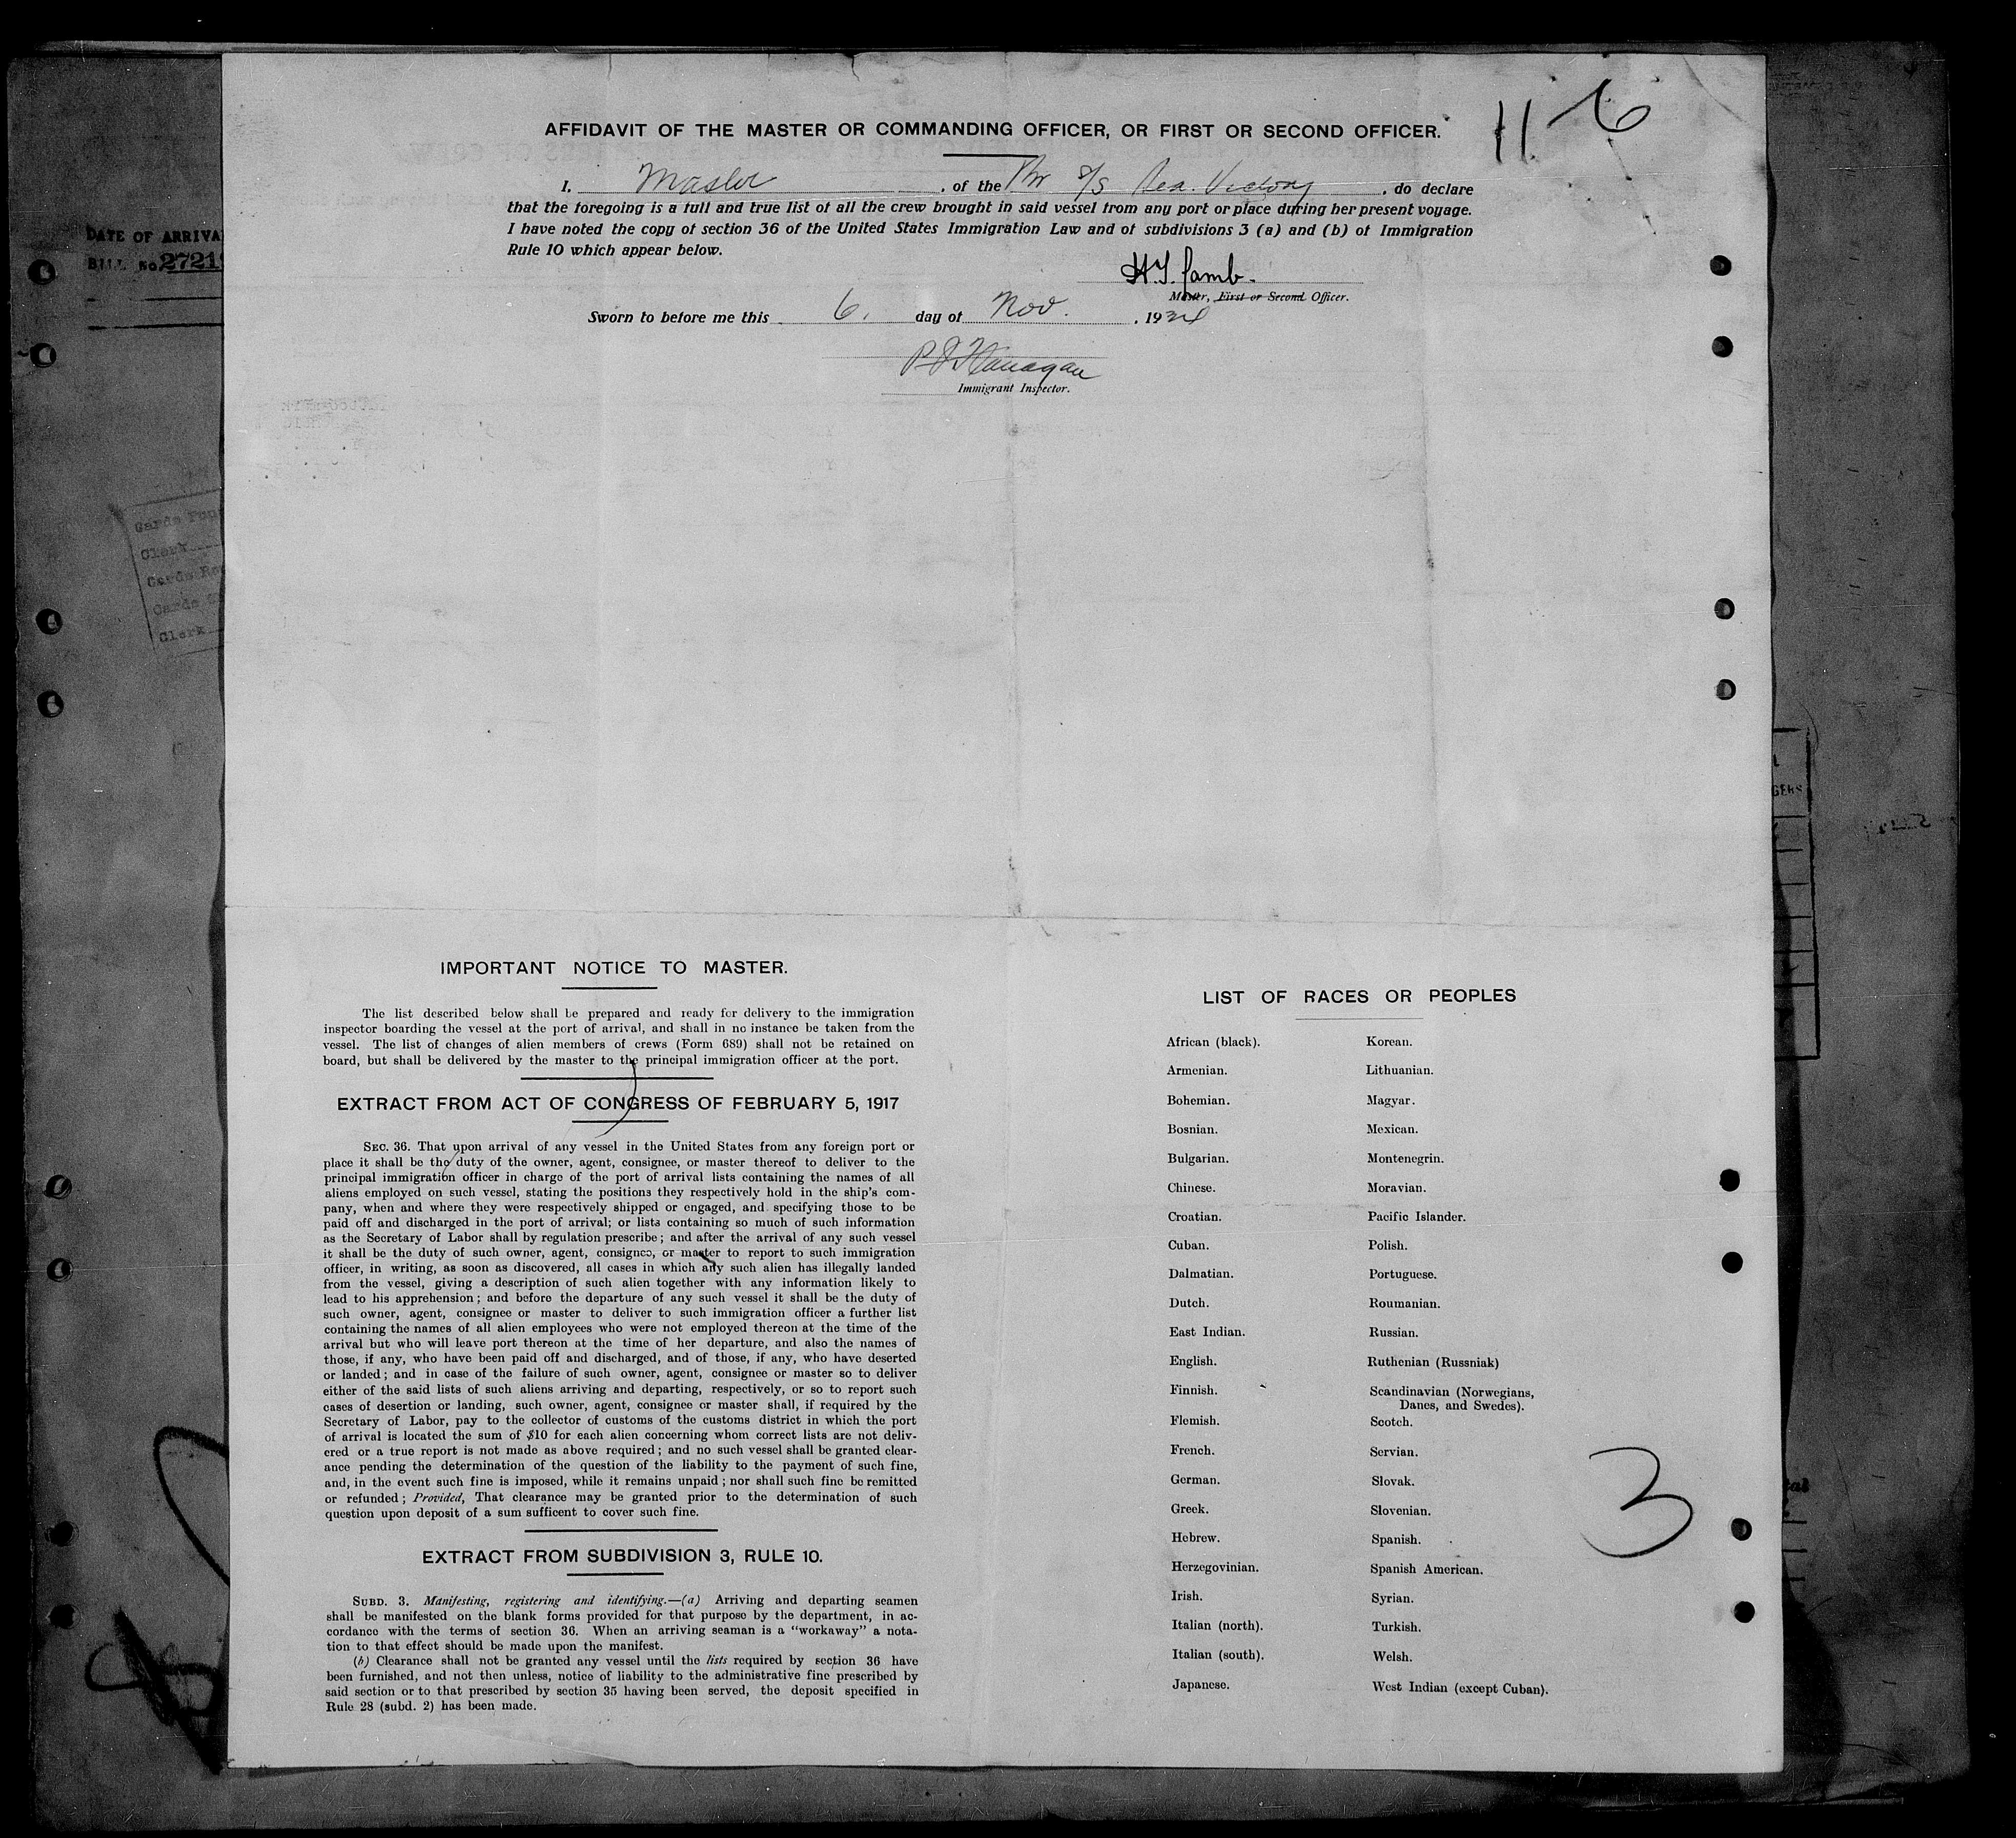 11-6
AFFIDAVIT OF THE MASTER OR COMMANDING OFFICER, OR FIRST OR SECOND OFFICER.
I, Master, of the Br s/s Rea. Victory, do declare
that the foregoing is a full and true list of all the crew brought in said vessel from any port or place during her present voyage.
I have noted the copy of section 36 of the United States Immigration Law and of subdivisions 3 (a) and (b) of Immigration
Rule 10 which appear below.
Master, First or Second Officer.
Sworn to before me this 6. day of Nov. , 192
P J Flanagan
Immigrant Inspector.
DATE OF ARRIVA
BILL No 2721
Clerk
Clerk
GERS
IMPORTANT NOTICE TO MASTER.
The list described below shall be prepared and ready for delivery to the immigration
inspector boarding the vessel at the port of arrival, and shall in no instance be taken from the
vessel. The list of changes of alien members of crews (Form 689) shall not be retained on
board, but shall be delivered by the master to the principal immigration officer at the port.
EXTRACT FROM ACT OF CONGRESS OF FEBRUARY 5, 1917
SEC. 36. That upon arrival of any vessel in the United States from any foreign port or
place it shall be the duty of the owner, agent, consignee, or master thereof to deliver to the
principal immigration officer in charge of the port of arrival lists containing the names of all
aliens employed on such vessel, stating the positions they respectively hold in the ship's com-
pany, when and where they were respectively shipped or engaged, and specifying those to be
paid off and discharged in the port of arrival; or lists containing so much of such information
as the Secretary of Labor shall by regulation prescribe; and after the arrival of any such vessel
it shall be the duty of such owner, agent, consignee, or master to report to such immigration
officer, in writing, as soon as discovered, all cases in which any such alien has illegally landed
from the vessel, giving a description of such alien together with any information likely to
lead to his apprehension; and before the departure of any such vessel it shall be the duty of
such owner, agent, consignee or master to deliver to such immigration officer a further list
containing the names of all alien employees who were not employed thereon at the time of the
arrival but who will leave port thereon at the time of her departure, and also the names of
those, if any, who have been paid off and discharged, and of those, if any, who have deserted
or landed; and in case of the failure of such owner, agent, consignee or master so to deliver
either of the said lists of such aliens arriving and departing, respectively, or so to report such
cases of desertion or landing, such owner, agent, consignee or master shall, if required by the
Secretary of Labor, pay to the collector of customs of the customs district in which the port
of arrival is located the sum of $10 for each alien concerning whom correct lists are not deliv-
ered or a true report is not made as above required; and no such vessel shall be granted clear-
ance pending the determination of the question of the liability to the payment of such fine,
and, in the event such fine is imposed, while it remains unpaid; nor shall such fine be remitted
or refunded; Provided, That clearance may be granted prior to the determination of such
question upon deposit of a sum sufficent to cover such fine.
EXTRACT FROM SUBDIVISION 3, RULE 10.
SUBD. 3. Manifesting, registering and identifying.—(a) Arriving and departing seamen
shall be manifested on the blank forms provided for that purpose by the department, in ac-
cordance with the terms of section 36. When an arriving seaman is a "workaway" a nota-
tion to that effect should be made upon the manifest.
(b) Clearance shall not be granted any vessel until the lists required by section 36 have
been furnished, and not then unless, notice of liability to the administrative fine prescribed by
said section or to that prescribed by section 35 having been served, the deposit specified in
Rule 28 (subd. 2) has been made.
LIST OF RACES OR PEOPLES
African (black).
Armenian.
Bohemian.
Bosnian.
Bulgarian.
Chinese.
Croatian.
Cuban.
Dalmatian.
Dutch.
East Indian.
English.
Finnish.
Flemish.
French.
German.
Greek.
Hebrew.
Herzegovinian.
Irish.
Italian (north).
Italian (south).
Japanese.
Korean.
Lithuanian.
Magyar.
Mexican.
Montenegrin.
Moravian.
Pacific Islander.
Polish.
Portuguese.
Roumanian.
Russian.
Ruthenian (Russniak)
Scandinavian (Norwegians,
Danes, and Swedes).
Scotch.
Servian.
Slovak.
Slovenian.
Spanish.
Spanish American.
Syrian.
Turkish.
Welsh.
West Indian (except Cuban).
3